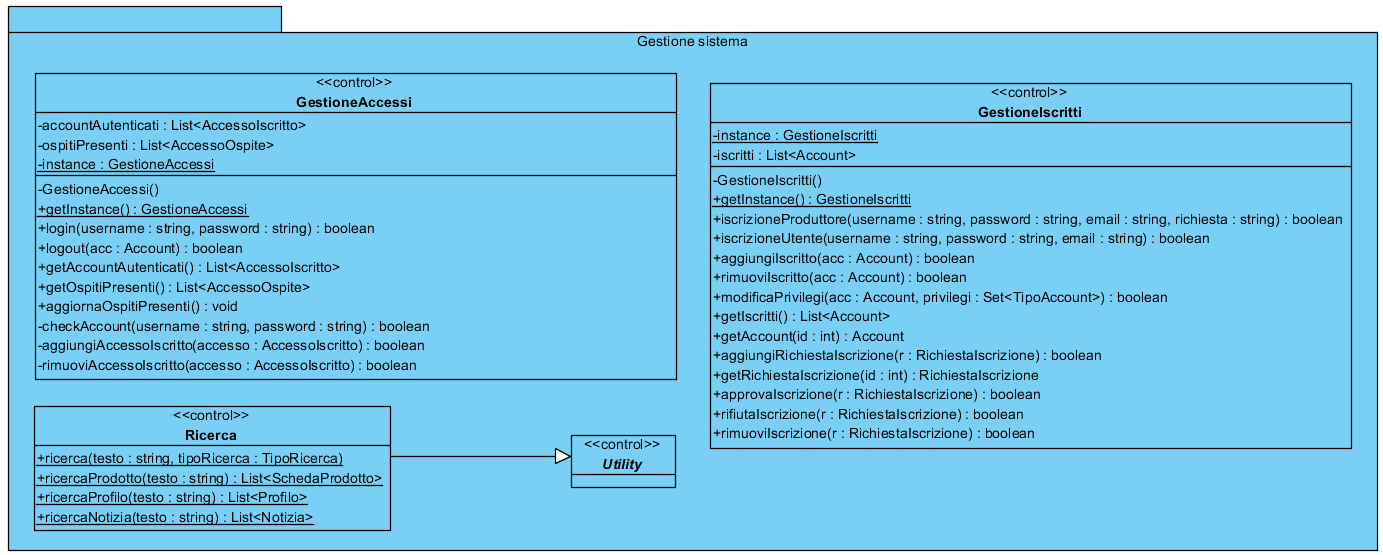 Gestione sistema
<<control>>
GestioneAccessi
-accountAutenticati : List<AccessoIscritto>
-ospitiPresenti : List<AccessoOspite>
-instance : GestioneAccessi
-GestioneAccessi()
+getInstance() : GestioneAccessi
+login(username : string, password : string) : boolean
+logout(acc : Account) : boolean
+getAccountAutenticati() : List<AccessoIscritto>
+getOspitiPresenti() : List<AccessoOspite>
+aggiornaOspitiPresenti() : void
-checkAccount(username : string, password : string) : boolean
-aggiungiAccessoIscritto(accesso : AccessoIscritto) : boolean
-rimuoviAccessoIscritto(accesso : AccessoIscritto) : boolean
<<control>>
GestioneIscritti
-instance : GestioneIscritti
-iscritti : List<Account>
-GestioneIscritti()
+getInstance() : GestioneIscritti
+iscrizioneProduttore(username : string, password : string, email : string, richiesta : string) : boolean
+iscrizioneUtente(username : string, password : string, email : string) : boolean
+aggiungiIscritto(acc : Account) : boolean
+rimuoviIscritto(acc : Account) : boolean
+modificaPrivilegi(acc : Account, privilegi : Set<TipoAccount>) : boolean
+getIscritti() : List<Account>
+getAccount(id : int) : Account
+aggiungiRichiestaIscrizione(r : RichiestaIscrizione) : boolean
+getRichiestaIscrizione(id : int) : RichiestaIscrizione
+approvaIscrizione(r : RichiestaIscrizione) : boolean
+rifiutaIscrizione(r : RichiestaIscrizione) : boolean
+rimuoviIscrizione(r : RichiestaIscrizione) : boolean
<<control>>
Ricerca
+ricerca(testo : string, tipoRicerca : TipoRicerca)
+ricercaProdotto(testo : string) : List<SchedaProdotto>
+ricercaProfilo(testo : string) : List<Profilo>
+ricercaNotizia(testo : string) : List<Notizia>
<<control>>
Utility